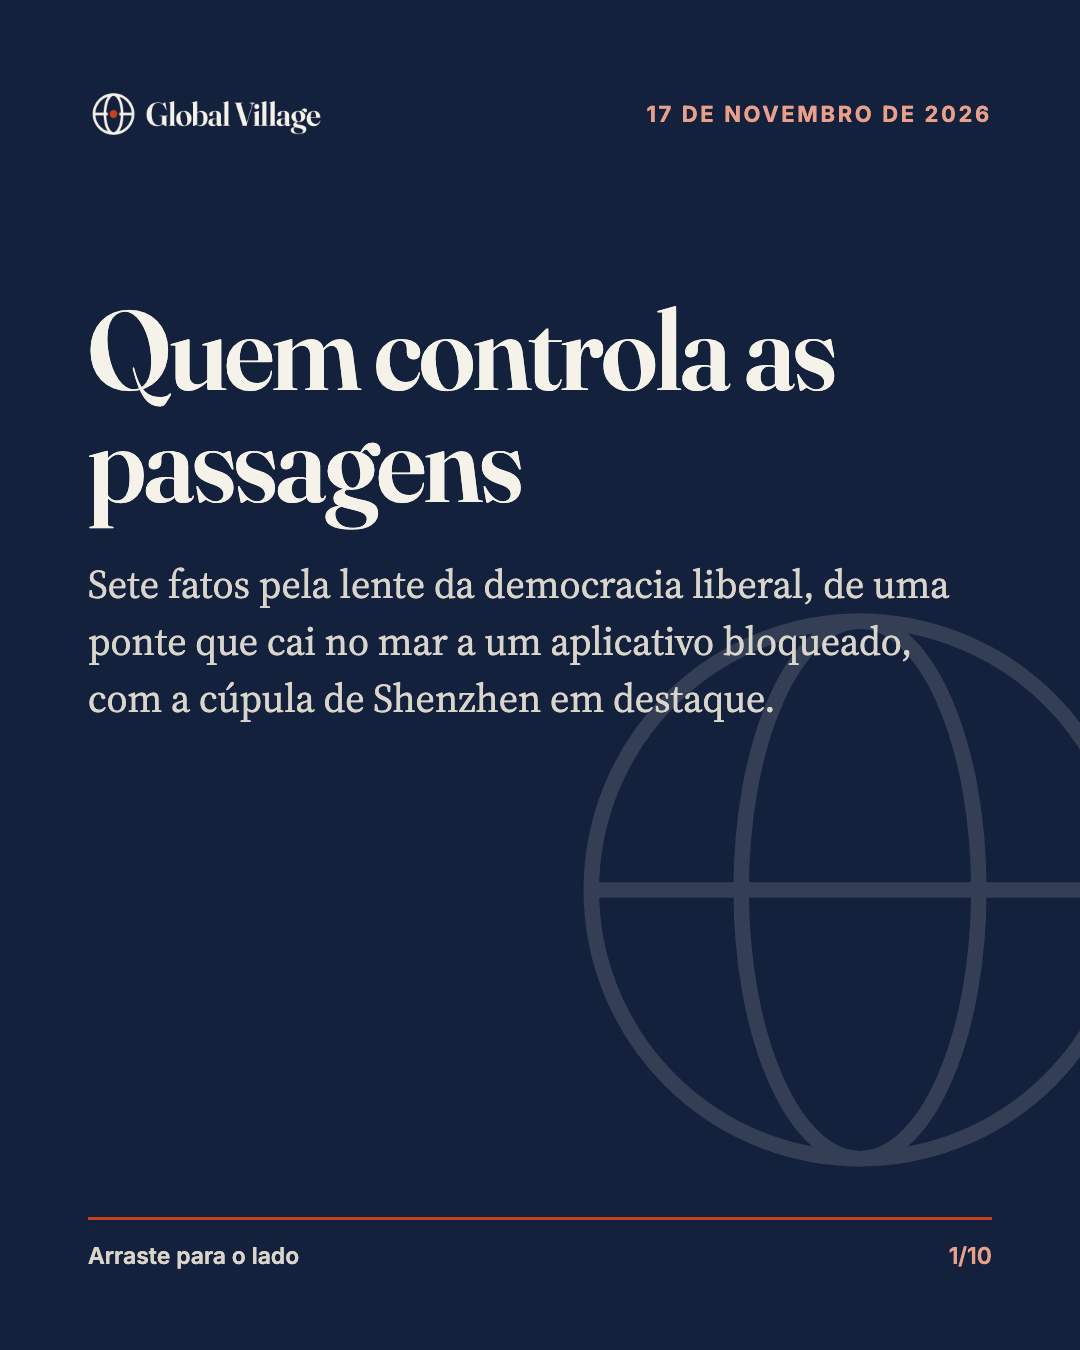 Global Village
17 DE NOVEMBRO DE 2026
Quem controla as
passagens
Sete fatos pela lente da democracia liberal, de uma
ponte que cai no mar a um aplicativo bloqueado,
com a cúpula de Shenzhen em destaque.
Arraste para o lado
1/10